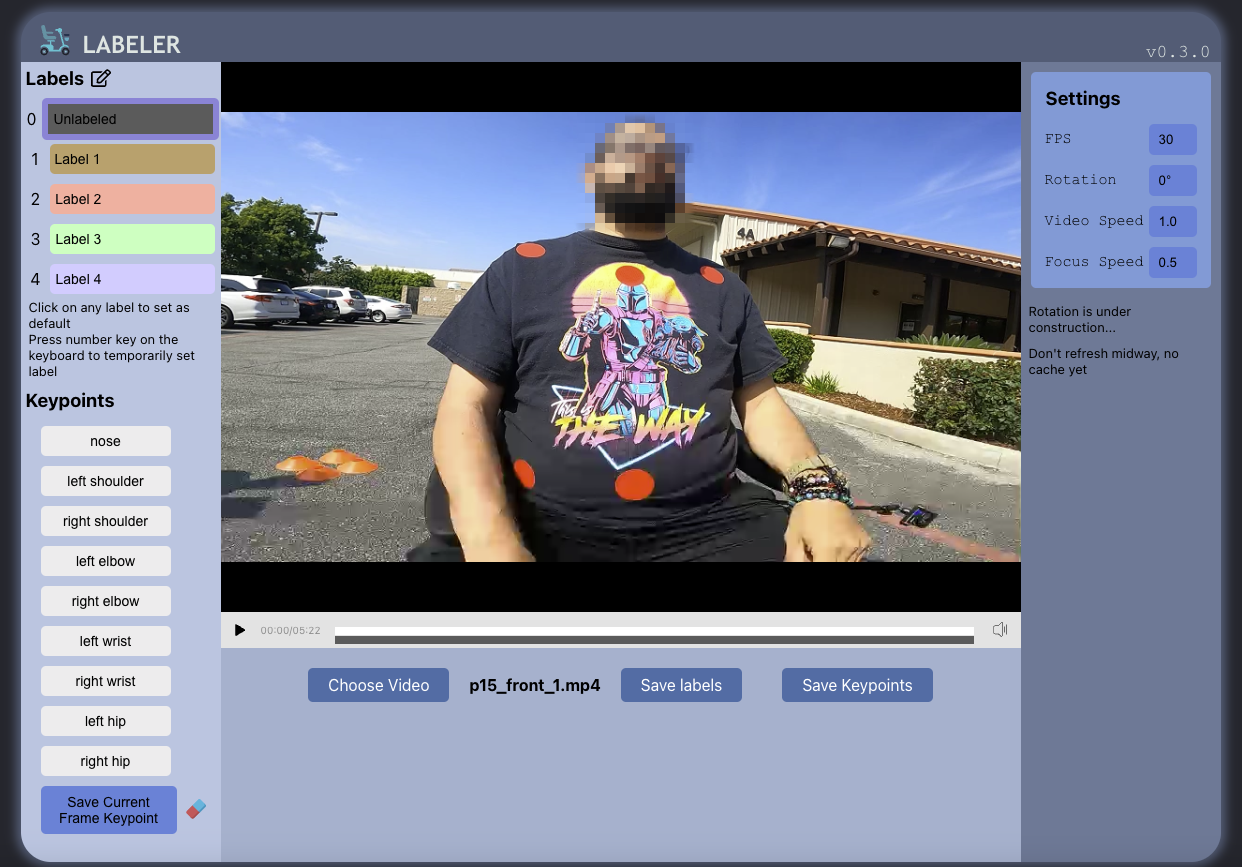 LABELER
v0.3.0
Labels
0 Unlabeled
1 Label 1
2 Label 2
3 Label 3
4 Label 4
Click on any label to set as
default
Press number key on the
keyboard to temporarily set
label
Keypoints
nose
left shoulder
right shoulder
left elbow
right elbow
left wrist
right wrist
left hip
right hip
Save Current
Frame Keypoint
4A
This is
THE WAY
00:00/05:22
Choose Video
p15_front_1.mp4
Save labels
Save Keypoints
Settings
FPS 30
Rotation 0°
Video Speed 1.0
Focus Speed 0.5
Rotation is under
construction...
Don't refresh midway, no
cache yet